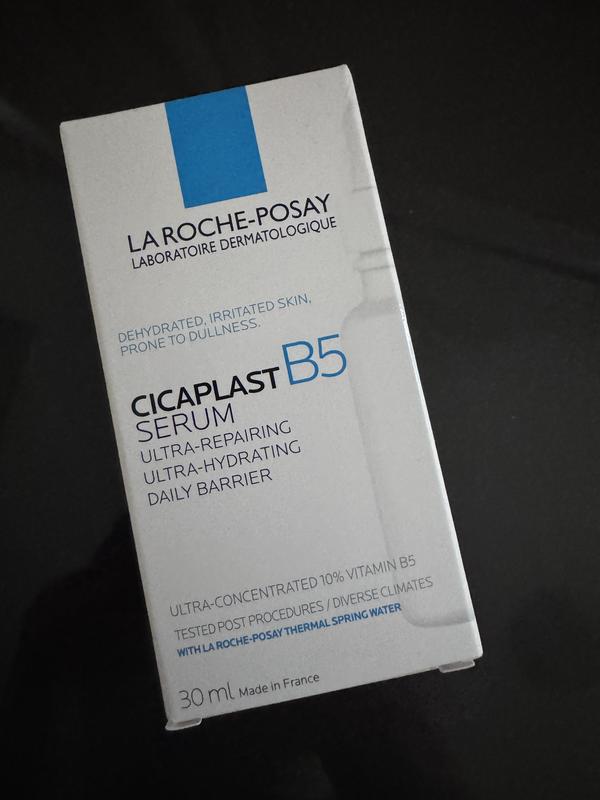 LA ROCHE-POSAY
LABORATOIRE DERMATOLOGIQUE
DEHYDRATED, IRRITATED SKIN,
PRONE TO DULLNESS.
CICAPLAST B5
SERUM
ULTRA-REPAIRING
ULTRA-HYDRATING
DAILY BARRIER
ULTRA-CONCENTRATED 10% VITAMIN B5
TESTED POST PROCEDURES / DIVERSE CLIMATES
WITH LA ROCHE-POSAY THERMAL SPRING WATER
30 ml Made in France